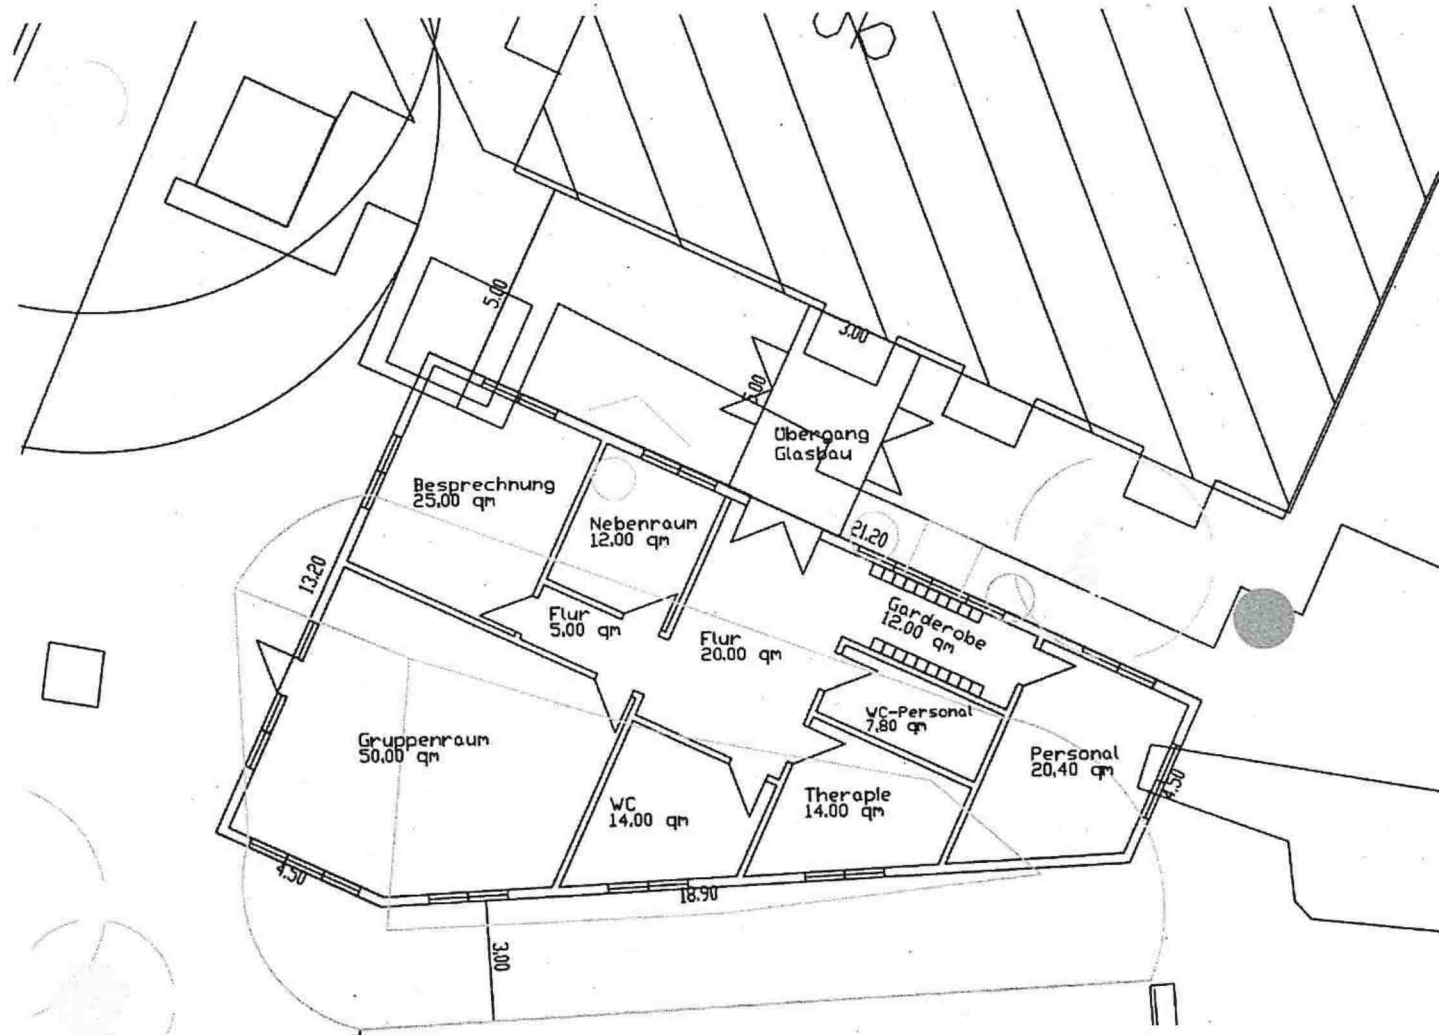 5.00
3.00
5.00
Übergang
Glasbau
Besprechnung
25.00 qm
Nebenraum
12.00 qm
21.20
13.20
Flur
5.00 qm
Flur
20.00 qm
Garderobe
12.00 qm
WC-Personal
7.80 qm
Gruppenraum
50.00 qm
Personal
20.40 qm
4.50
WC
14.00 qm
Theraple
14.00 qm
4.50
18.90
3.00